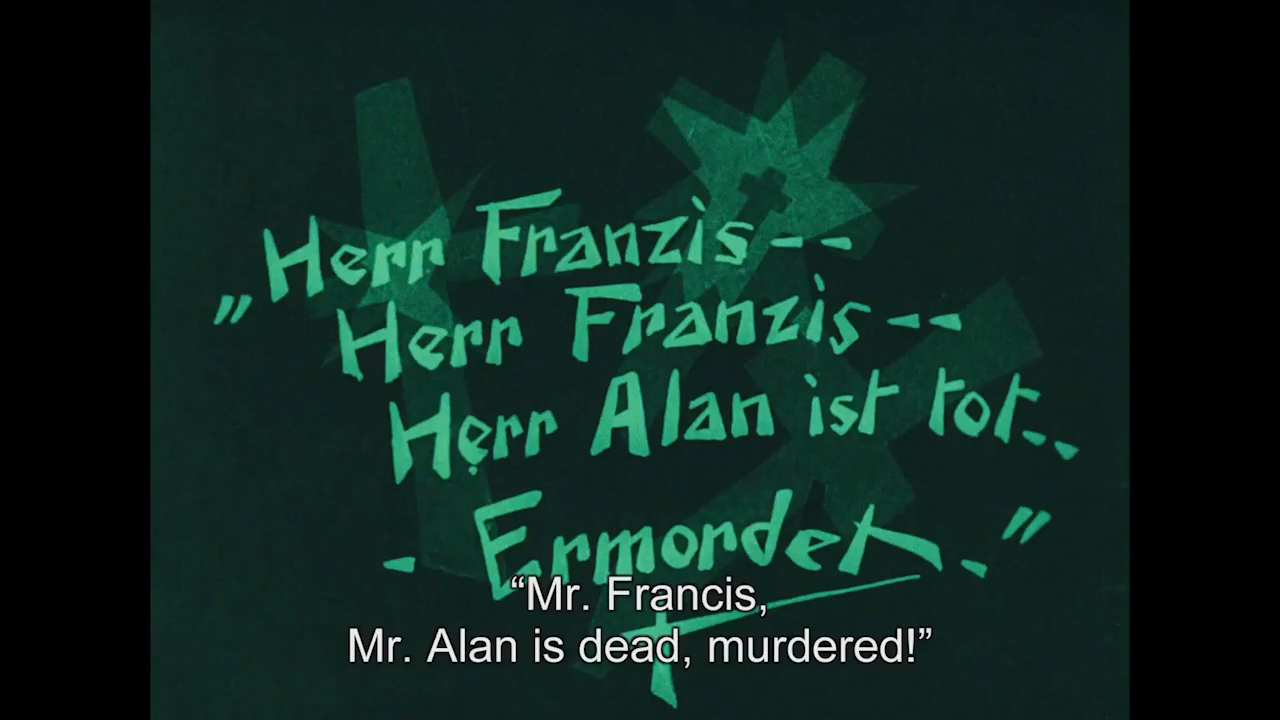 „Herr Franzis--
Herr Franzis--
Herr Alan ist tot--
- Ermordet -”
“Mr. Francis,
Mr. Alan is dead, murdered!”